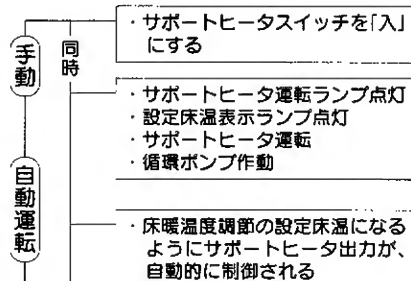 手動
同時
・サポートヒータスイッチを「入」
にする
・サポートヒータ運転ランプ点灯
・設定床温表示ランプ点灯
・サポートヒータ運転
・循環ポンプ作動
自動運転
・床暖温度調節の設定床温になる
ようにサポートヒータ出力が、
自動的に制御される